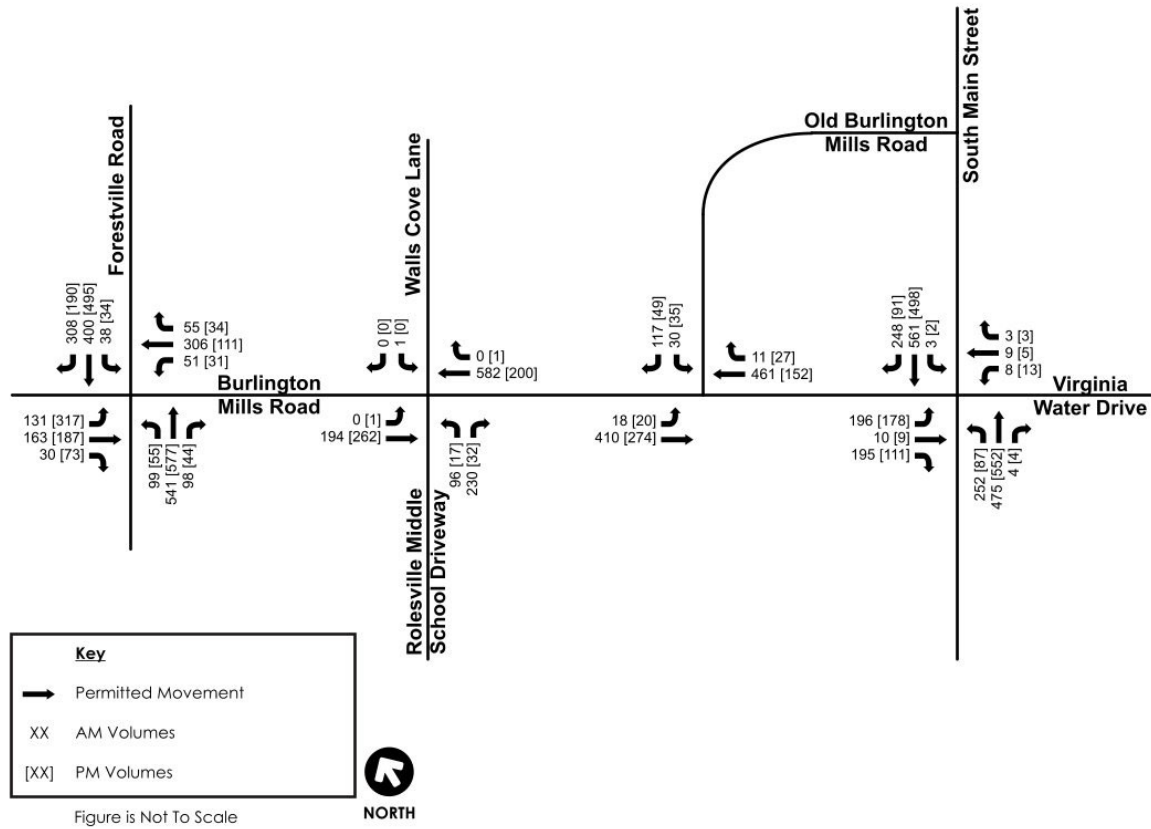 South Main Street
Old Burlington
Mills Road
Forestville Road
Walls Cove Lane
308 [190]
400 [495]
38 [34]
55 [34]
306 [111]
51 [31]
0 [0]
1 [0]
0 [1]
582 [200]
117 [49]
30 [35]
11 [27]
461 [152]
248 [91]
561 [498]
3 [2]
3 [3]
9 [5]
8 [13]
Burlington
Mills Road
Virginia
Water Drive
131 [317]
163 [187]
30 [73]
99 [55]
541 [577]
98 [44]
0 [1]
194 [262]
96 [17]
230 [32]
18 [20]
410 [274]
196 [178]
10 [9]
195 [111]
252 [87]
475 [552]
4 [4]
Rolesville Middle
School Driveway
Key
Permitted Movement
XX AM Volumes
[XX] PM Volumes
NORTH
Figure is Not To Scale